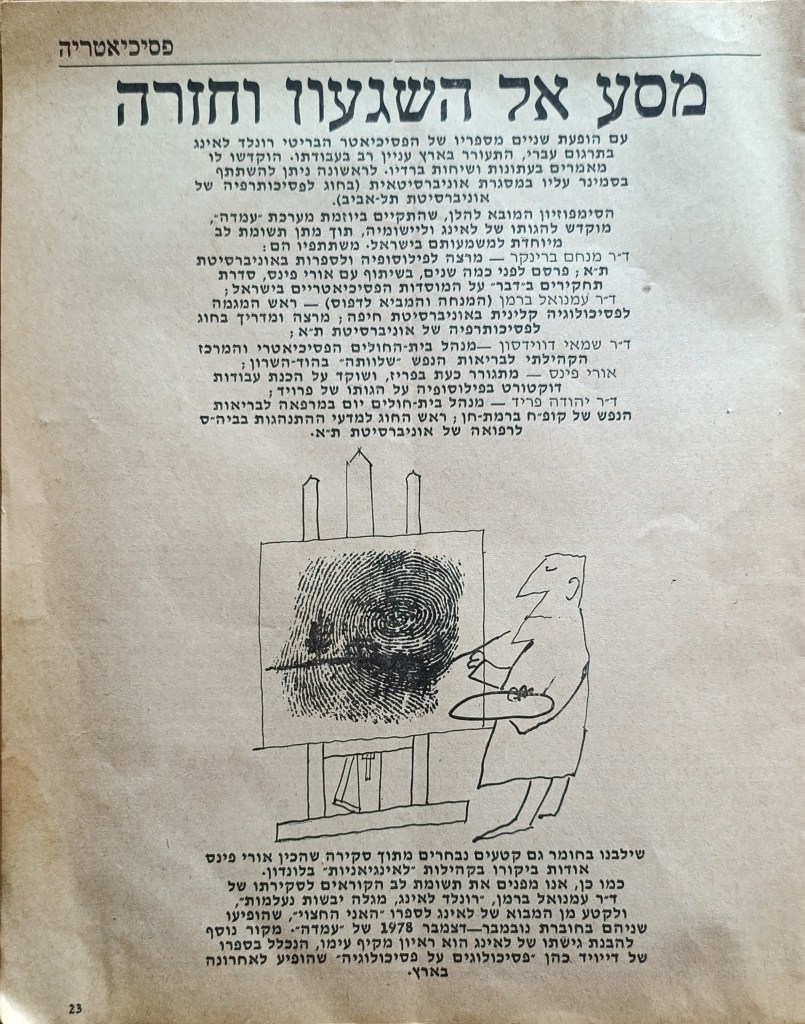 פסיכיאטריה
מסע אל השגעון וחזרה
עם הופעת שניים מספריו של הפסיכיאטר הבריטי רונלד לאינג
בתרגום עברי, התעורר בארץ עניין רב בעבודתו. הוקדשו לו
מאמרים בעתונות ושיחות ברדיו. לראשונה ניתן להשתתף
בסמינר עליו במסגרת אוניברסיטאית (בחוג לפסיכותרפיה של
אוניברסיטת תל-אביב).
הסימפוזיון המובא להלן, שהתקיים ביוזמת מערכת "עמדה",
מוקדש להגותו של לאינג וליישומיה, תוך מתן תשומת לב
מיוחדת למשמעותם בישראל. משתתפיו הם:
ד"ר מנחם ברינקר — מרצה לפילוסופיה ולספרות באוניברסיטת
ת"א; פרסם לפני כמה שנים, בשיתוף עם אורי פינס, סדרת
תחקירים ב"דבר" על המוסדות הפסיכיאטריים בישראל;
ד"ר עמנואל ברמן (המנחה והמביא לדפוס) — ראש המגמה
לפסיכולוגיה קלינית באוניברסיטת חיפה; מרצה ומדריך בחוג
לפסיכותרפיה של אוניברסיטת ת"א;
ד"ר שמאי דווידסון —מנהל בית-החולים הפסיכיאטרי והמרכז
הקהילתי לבריאות הנפש "שלוותה" בהוד-השרון;
אורי פינס — מתגורר כעת בפריז, ושוקד על הכנת עבודות
דוקטורט בפילוסופיה על הגותו של פרויד;
ד"ר יהודה פריד — מנהל בית-חולים יום במרפאה לבריאות
הנפש של קופ"ח ברמת-חן; ראש החוג למדעי ההתנהגות בביה"ס
לרפואה של אוניברסיטת ת"א.
שילבנו בחומר גם קטעים נבחרים מתוך סקירה שהכין אורי פינס
אודות ביקורו בקהילות "לאינגיאניות" בלונדון.
כמו כן, אנו מפנים את תשומת לב הקוראים לסקירתו של
ד"ר עמנואל ברמן, "רונלד לאינג, מגלה יבשות נעלמות",
ולקטע מן המבוא של לאינג לספרו "האני החצוי", שהופיעו
שניהם בחוברת נובמבר—דצמבר 1978 של "עמדה". מקור נוסף
להבנת גישתו של לאינג הוא ראיון מקיף עימו, הנכלל בספרו
של דייויד כהן "פסיכולוגים על פסיכולוגיה" שהופיע לאחרונה
בארץ.
23